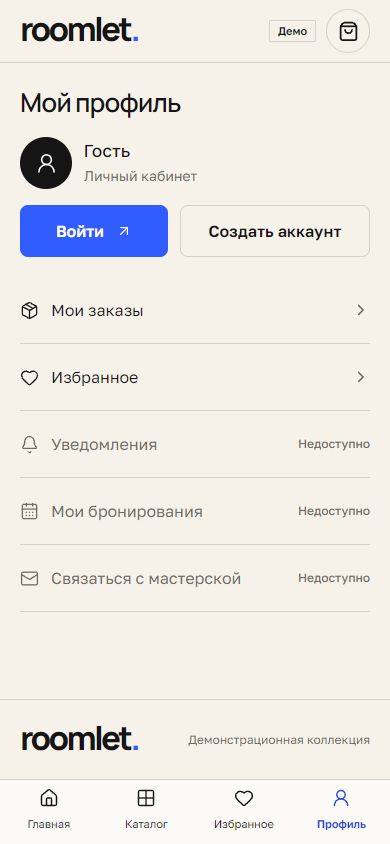 roomlet.
Демо
Мой профиль
Гость
Личный кабинет
Войти
Создать аккаунт
Мои заказы
Избранное
Уведомления
Недоступно
Мои бронирования
Недоступно
Связаться с мастерской
Недоступно
roomlet.
Демонстрационная коллекция
Главная
Каталог
Избранное
Профиль